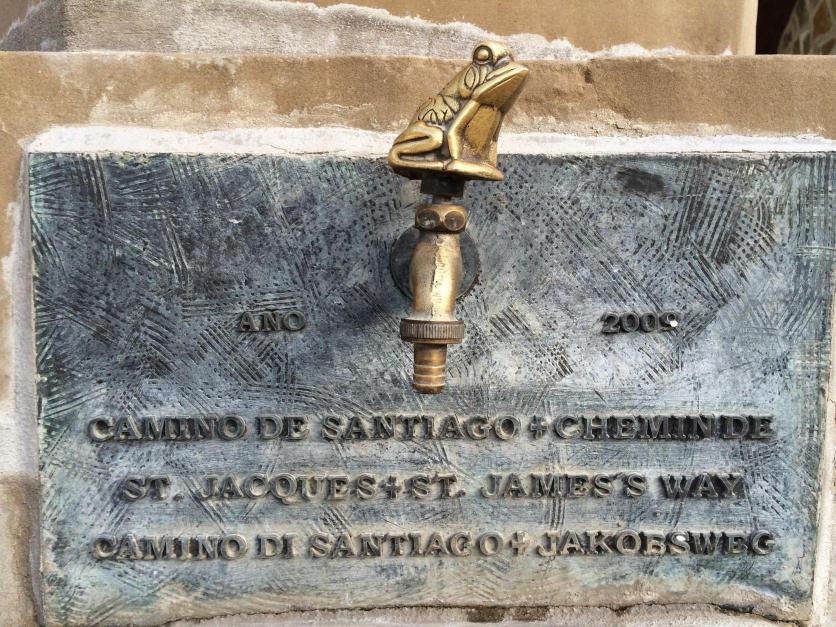 AÑO 2009
CAMINO DE SANTIAGO + CHEMIN DE
ST. JACQUES + ST. JAMES'S WAY
CAMINO DI SANTIAGO + JAKOBSWEG